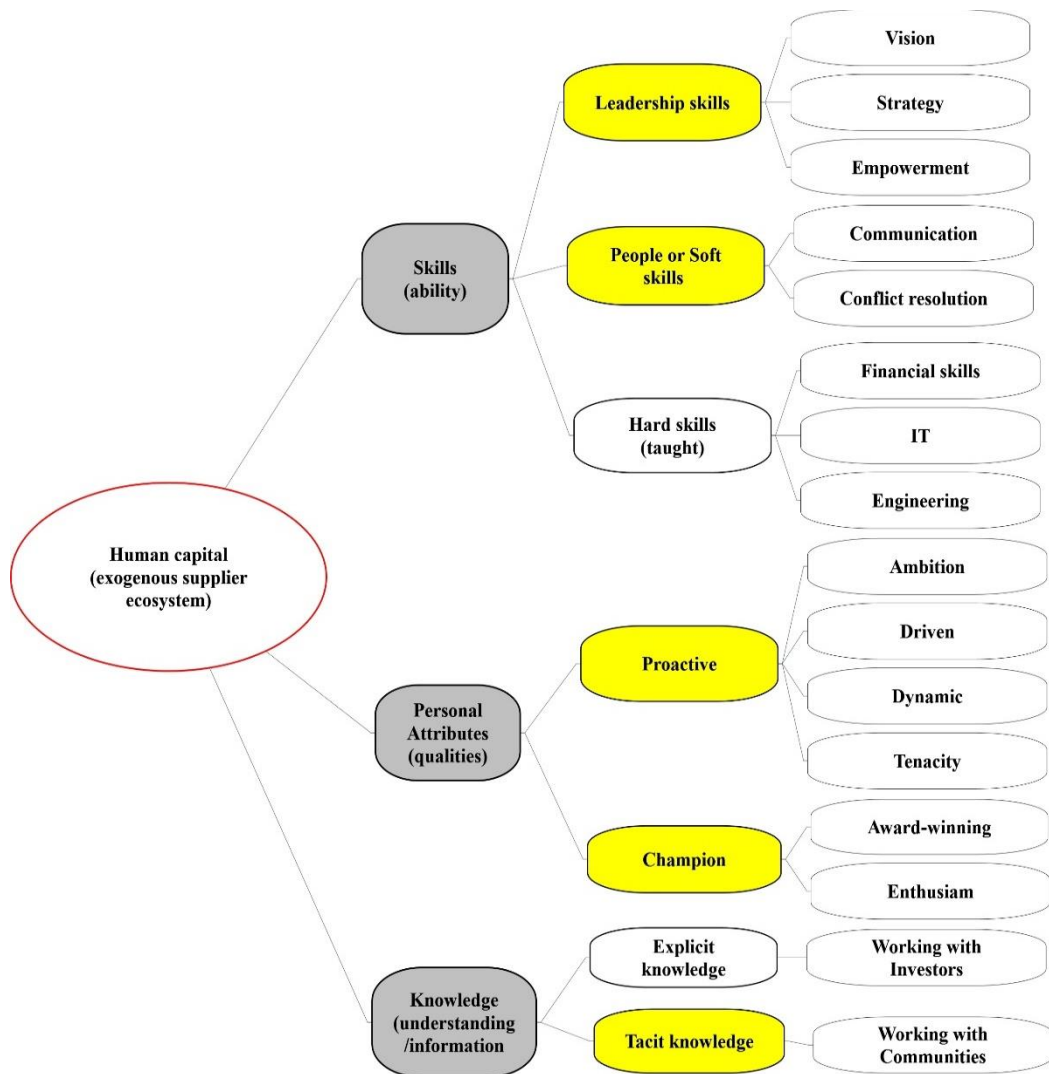 Human capital
(exogenous supplier
ecosystem)
Skills
(ability)
Leadership skills
Vision
Strategy
Empowerment
People or Soft
skills
Communication
Conflict resolution
Hard skills
(taught)
Financial skills
IT
Engineering
Personal
Attributes
(qualities)
Proactive
Ambition
Driven
Dynamic
Tenacity
Champion
Award-winning
Enthusiam
Knowledge
(understanding
/information
Explicit
knowledge
Working with
Investors
Tacit knowledge
Working with
Communities